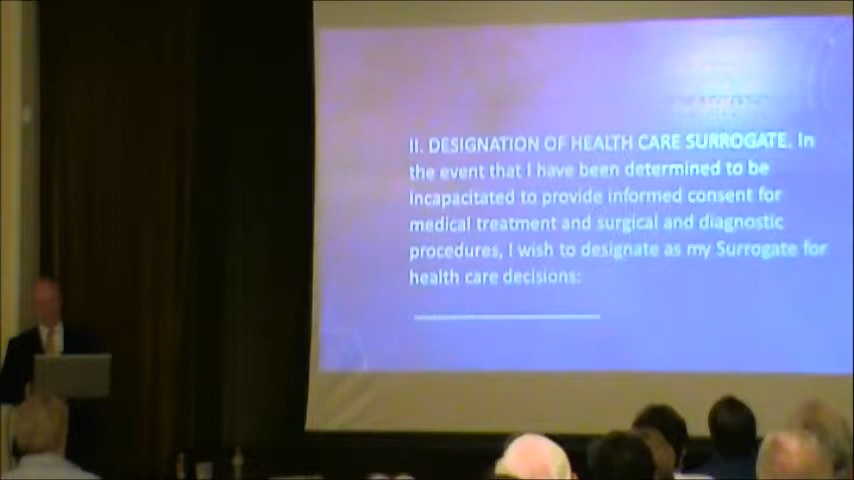 II. DESIGNATION OF HEALTH CARE SURROGATE. In
the event that I have been determined to be
incapacitated to provide informed consent for
medical treatment and surgical and diagnostic
procedures, I wish to designate as my Surrogate for
health care decisions: